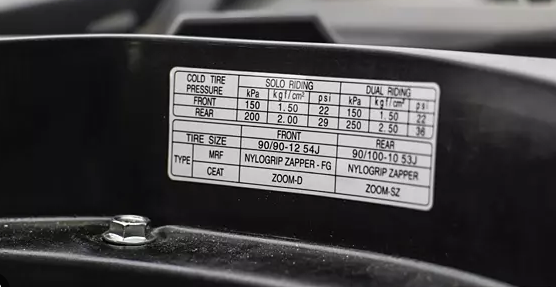 COLD TIRE PRESSURE SOLO RIDING DUAL RIDING
kPa kgf/cm² psi kPa kgf/cm² psi
FRONT 150 1.50 22 150 1.50 22
REAR 200 2.00 29 250 2.50 36
TIRE SIZE FRONT REAR
90/90-12 54J 90/100-10 53J
TYPE MRF NYLOGRIP ZAPPER - FG NYLOGRIP ZAPPER
CEAT ZOOM-D ZOOM-SZ